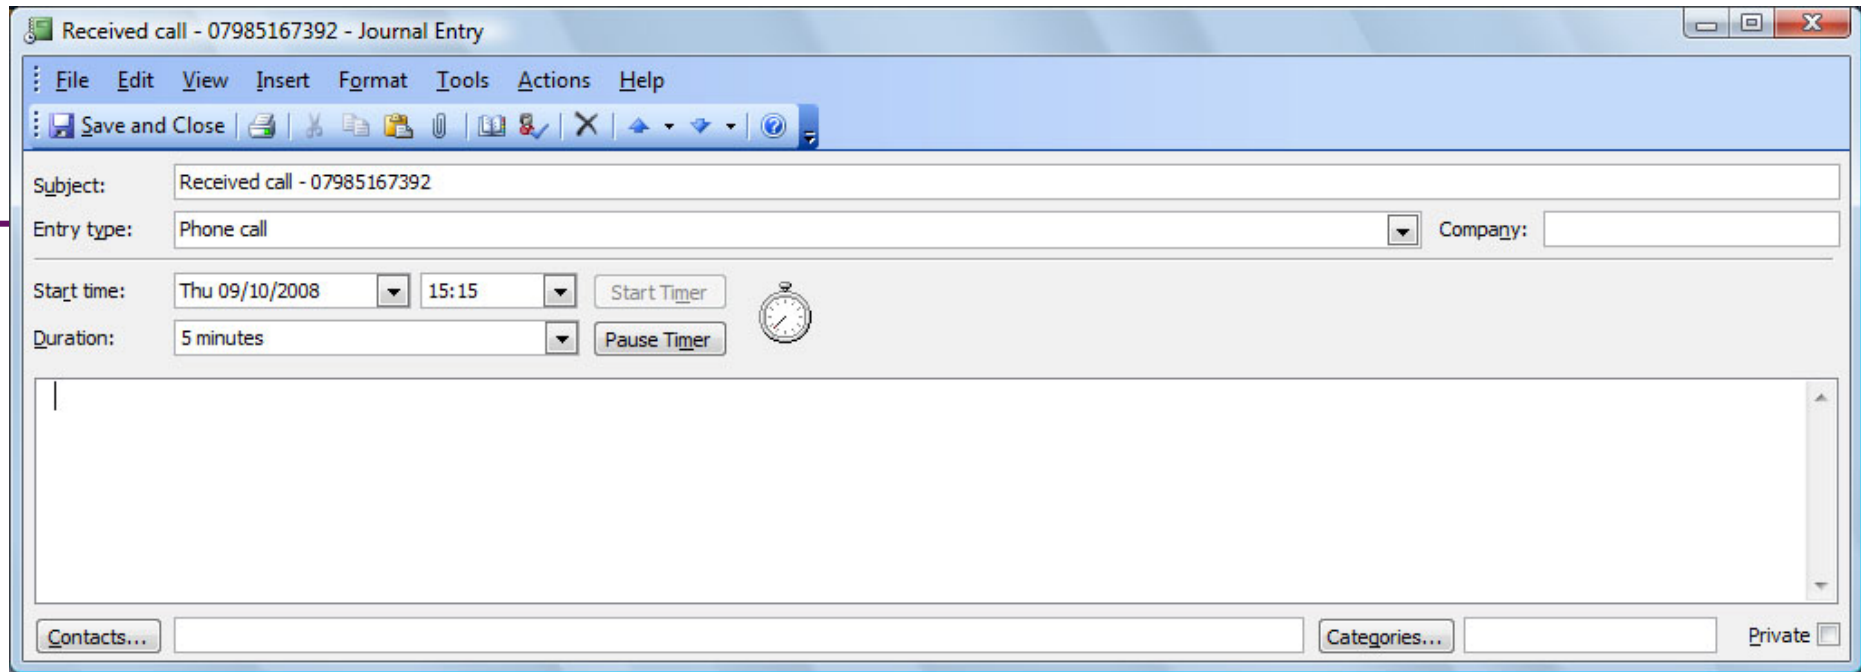 Received call - 07985167392 - Journal Entry
File Edit View Insert Format Tools Actions Help
Save and Close
Subject: Received call - 07985167392
Entry type: Phone call Company:
Start time: Thu 09/10/2008 15:15 Start Timer
Duration: 5 minutes Pause Timer
Contacts... Categories... Private